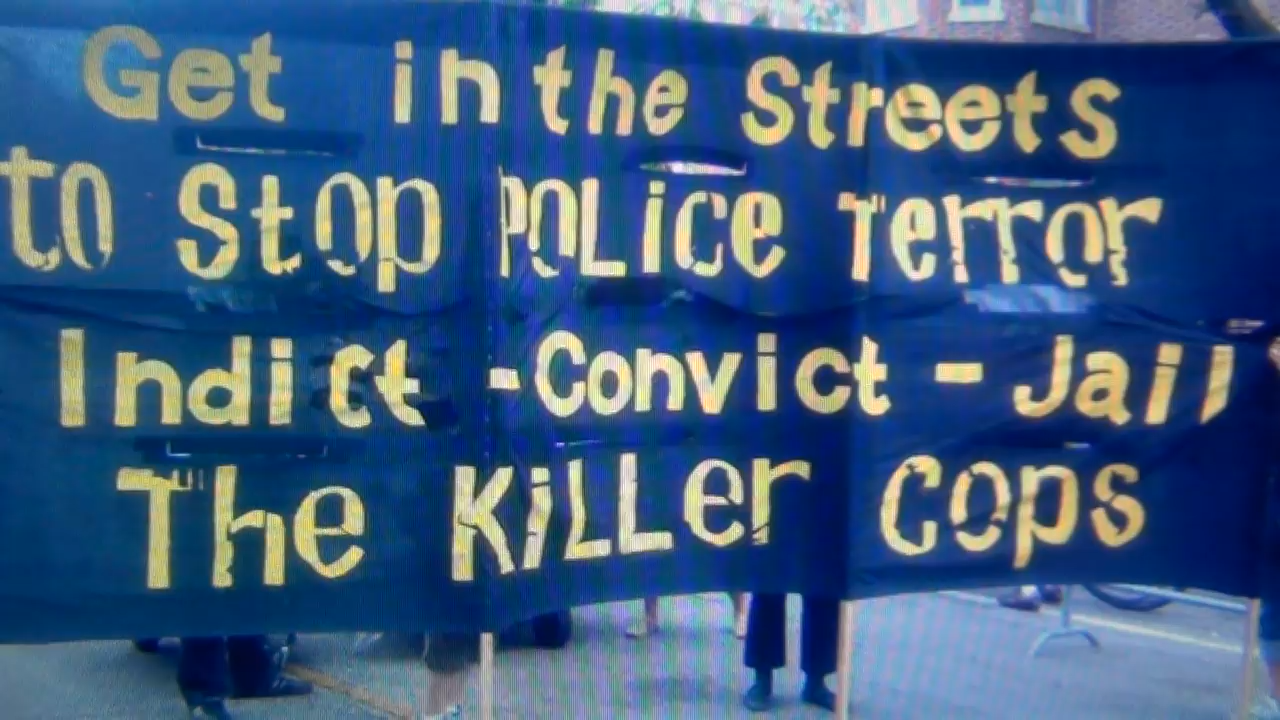 Get in the Streets
to Stop POLice Terror
Indict - Convict - Jail
The KiLLer Cops